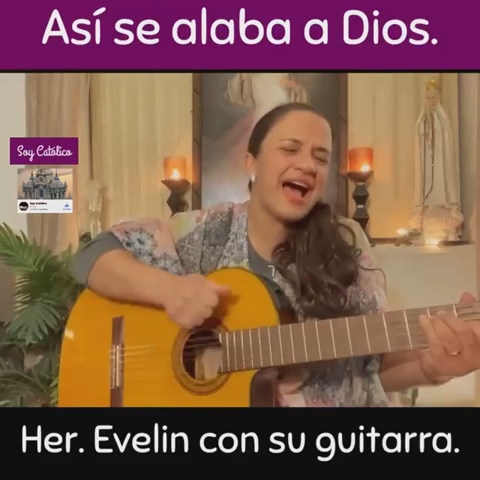 Así se alaba a Dios.
Soy Católico
Her. Evelin con su guitarra.